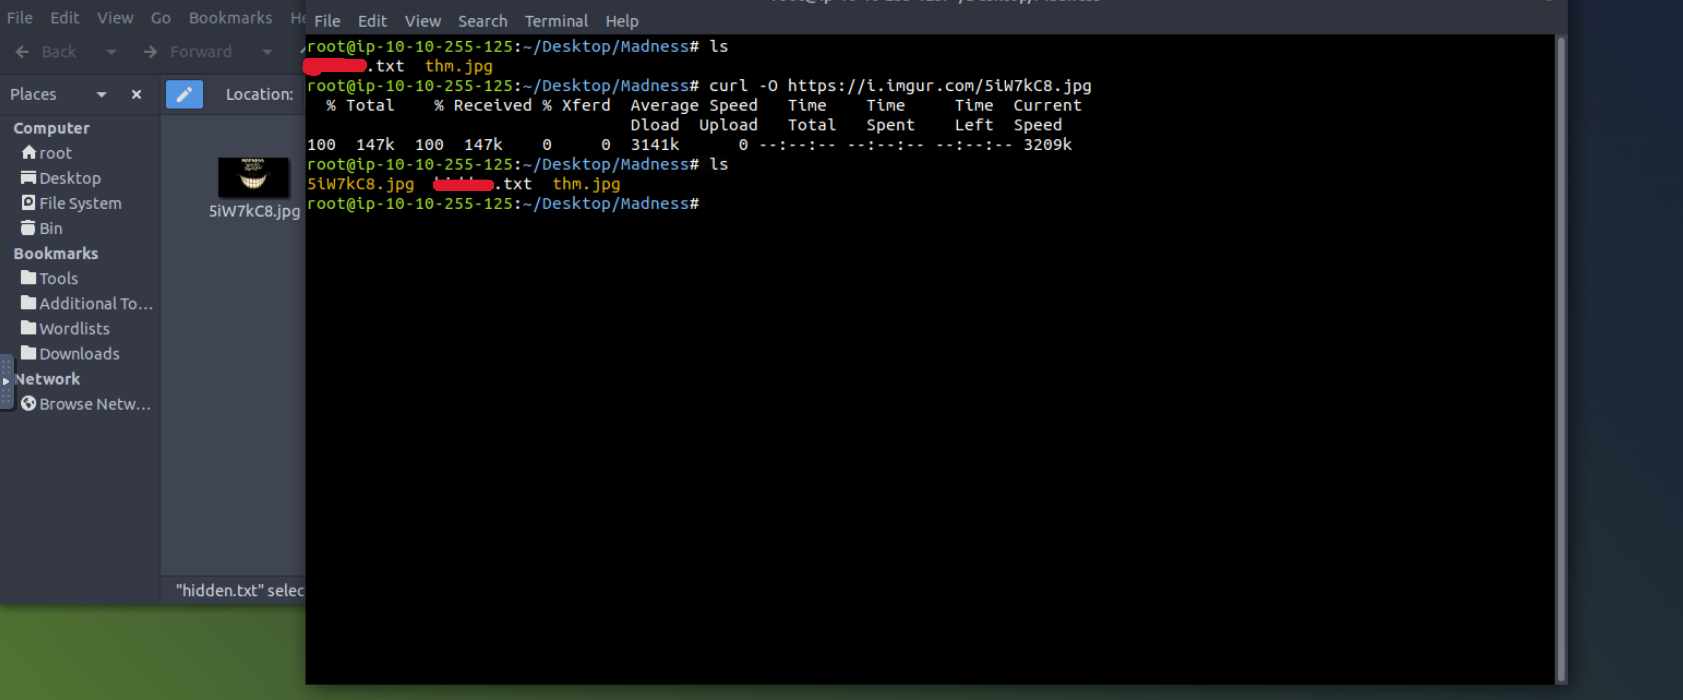 File Edit View Go Bookmarks He
Back Forward
Places
Location:
Computer
root
Desktop
File System
Bin
Bookmarks
Tools
Additional To...
Wordlists
Downloads
Network
Browse Netw...
5iW7kC8.jpg
"hidden.txt" selec
File Edit View Search Terminal Help
root@ip-10-10-255-125:~/Desktop/Madness# ls
.txt thm.jpg
root@ip-10-10-255-125:~/Desktop/Madness# curl -O https://i.imgur.com/5iW7kC8.jpg
% Total % Received % Xferd Average Speed Time Time Time Current
Dload Upload Total Spent Left Speed
100 147k 100 147k 0 0 3141k 0 --:--:-- --:--:-- --:--:-- 3209k
root@ip-10-10-255-125:~/Desktop/Madness# ls
5iW7kC8.jpg .txt thm.jpg
root@ip-10-10-255-125:~/Desktop/Madness#